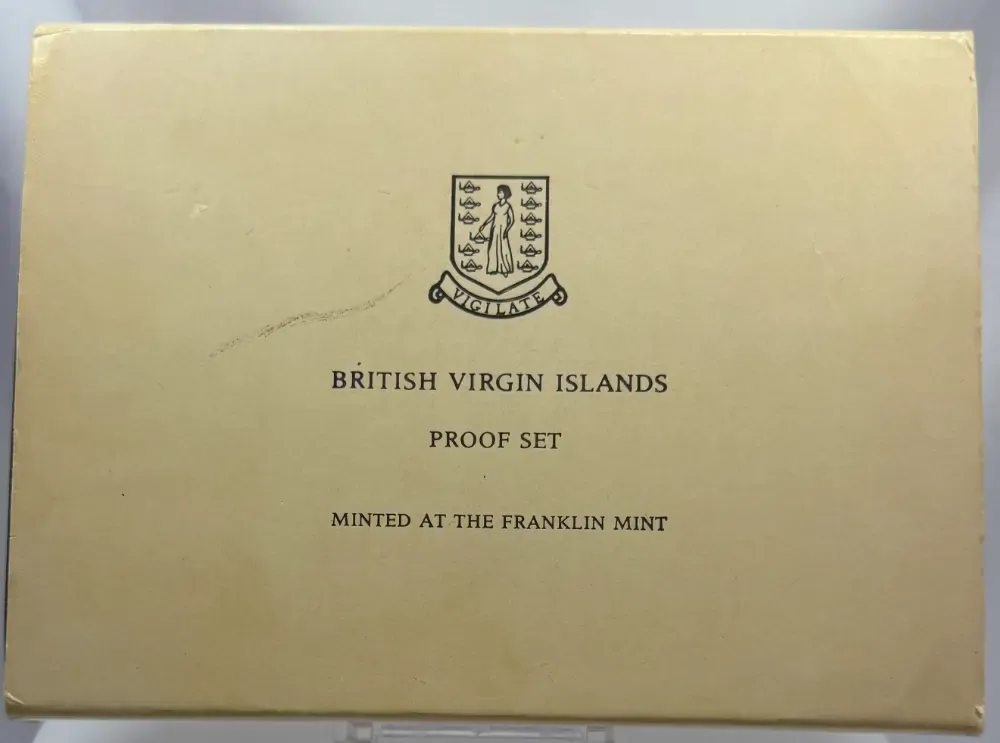 VIGILATE
BRITISH VIRGIN ISLANDS
PROOF SET
MINTED AT THE FRANKLIN MINT